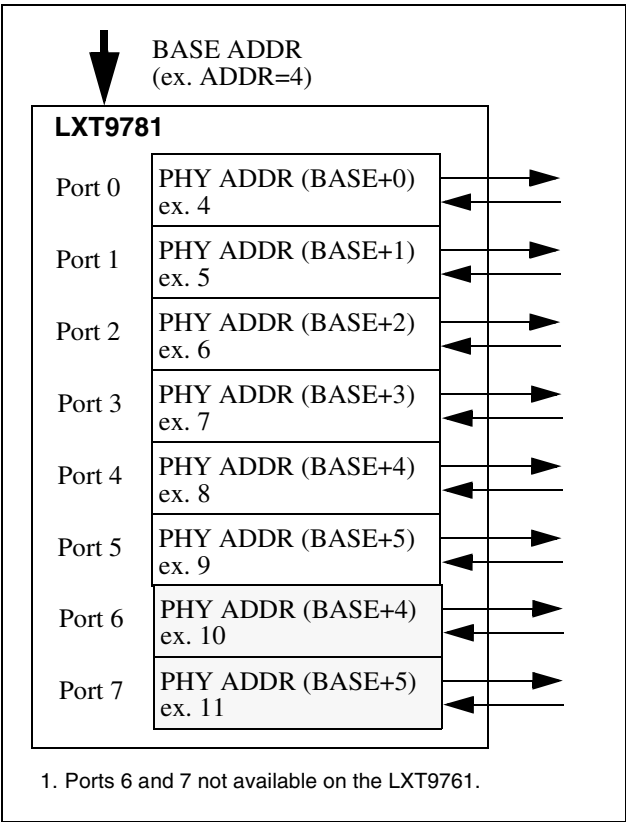 BASE ADDR
(ex. ADDR=4)
LXT9781
Port 0
PHY ADDR (BASE+0)
ex. 4
Port 1
PHY ADDR (BASE+1)
ex. 5
Port 2
PHY ADDR (BASE+2)
ex. 6
Port 3
PHY ADDR (BASE+3)
ex. 7
Port 4
PHY ADDR (BASE+4)
ex. 8
Port 5
PHY ADDR (BASE+5)
ex. 9
Port 6
PHY ADDR (BASE+4)
ex. 10
Port 7
PHY ADDR (BASE+5)
ex. 11
1. Ports 6 and 7 not available on the LXT9761.